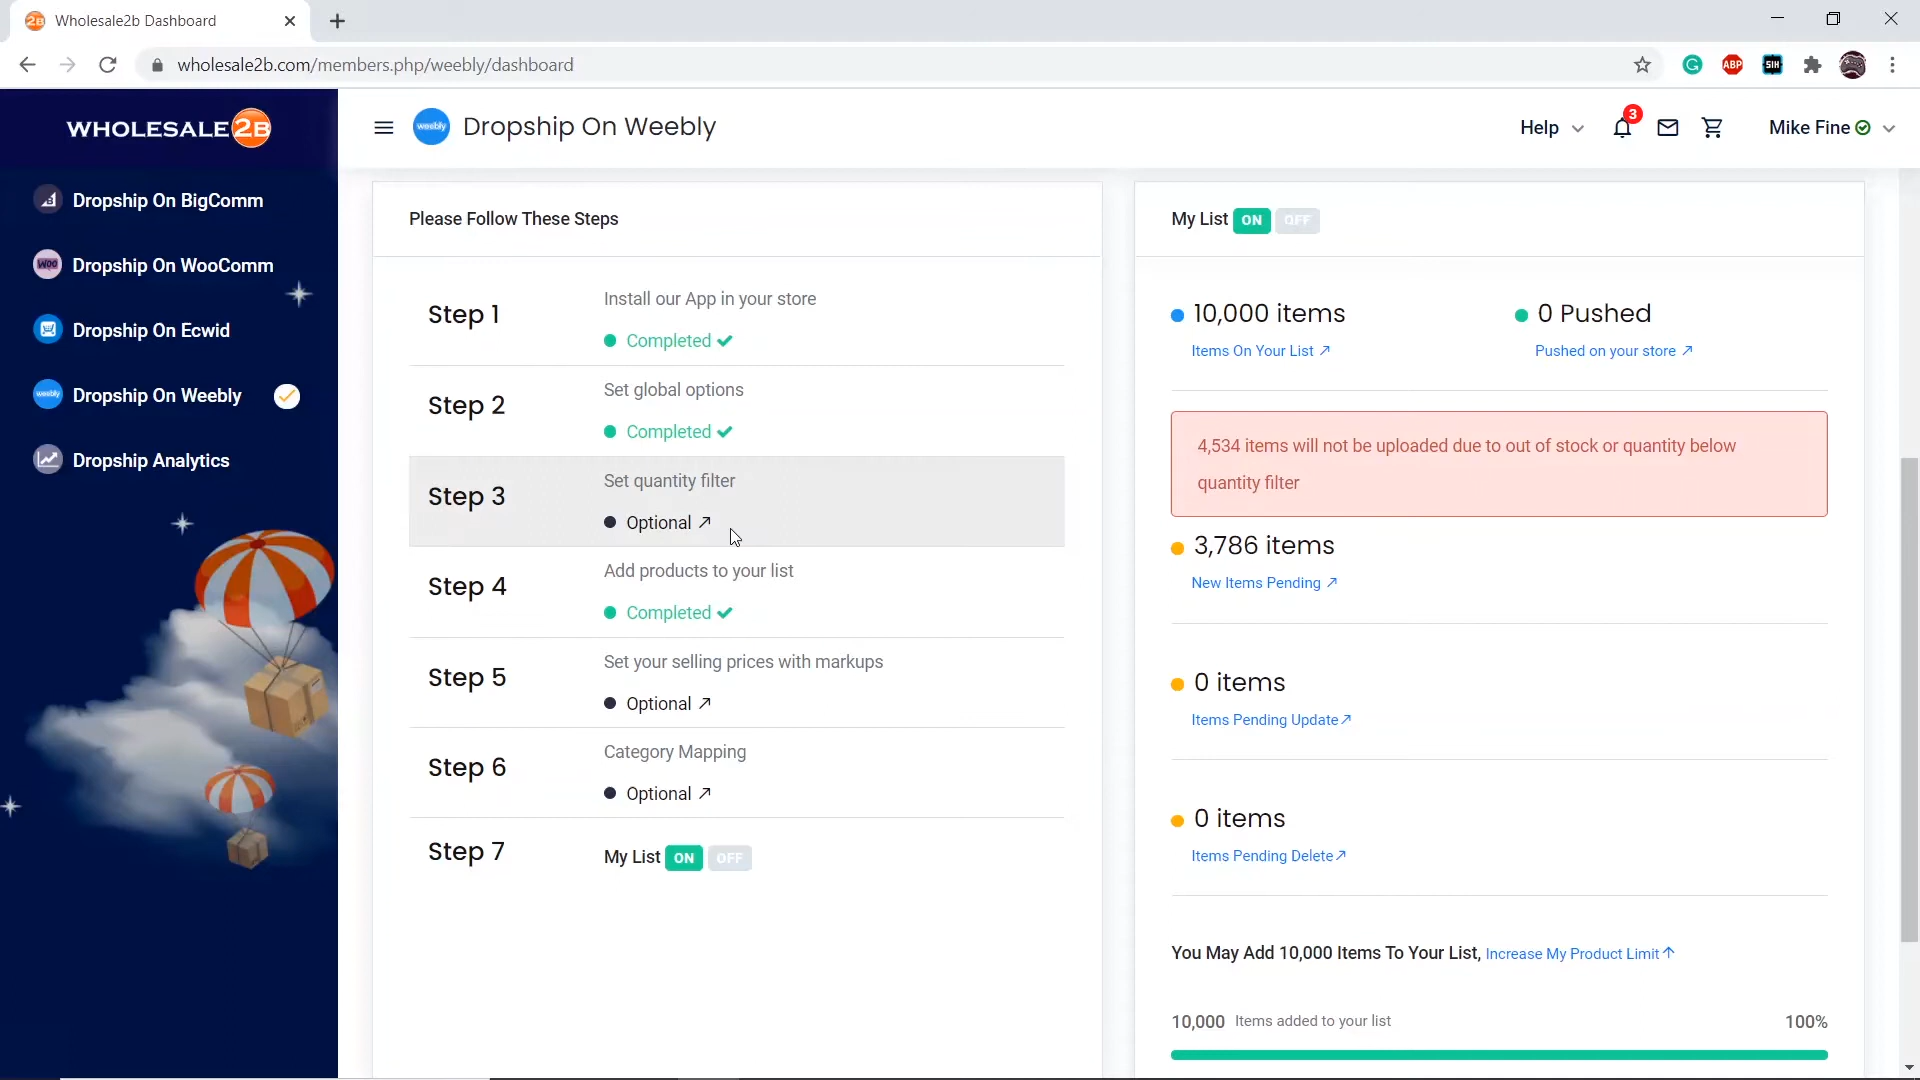 Wholesale2b Dashboard
wholesale2b.com/members.php/weebly/dashboard
ABP
SIH
WHOLESALE2B
Dropship On BigComm
Woo
Dropship On WooComm
Dropship On Ecwid
weebly
Dropship On Weebly
Dropship Analytics
weebly
Dropship On Weebly
Help
3
Mike Fine
Please Follow These Steps
Step 1
Install our App in your store
Completed
Step 2
Set global options
Completed
Step 3
Set quantity filter
Optional
Step 4
Add products to your list
Completed
Step 5
Set your selling prices with markups
Optional
Step 6
Category Mapping
Optional
Step 7
My List ON OFF
My List ON OFF
10,000 items
Items On Your List
0 Pushed
Pushed on your store
4,534 items will not be uploaded due to out of stock or quantity below
quantity filter
3,786 items
New Items Pending
0 items
Items Pending Update
0 items
Items Pending Delete
You May Add 10,000 Items To Your List, Increase My Product Limit
10,000 Items added to your list 100%